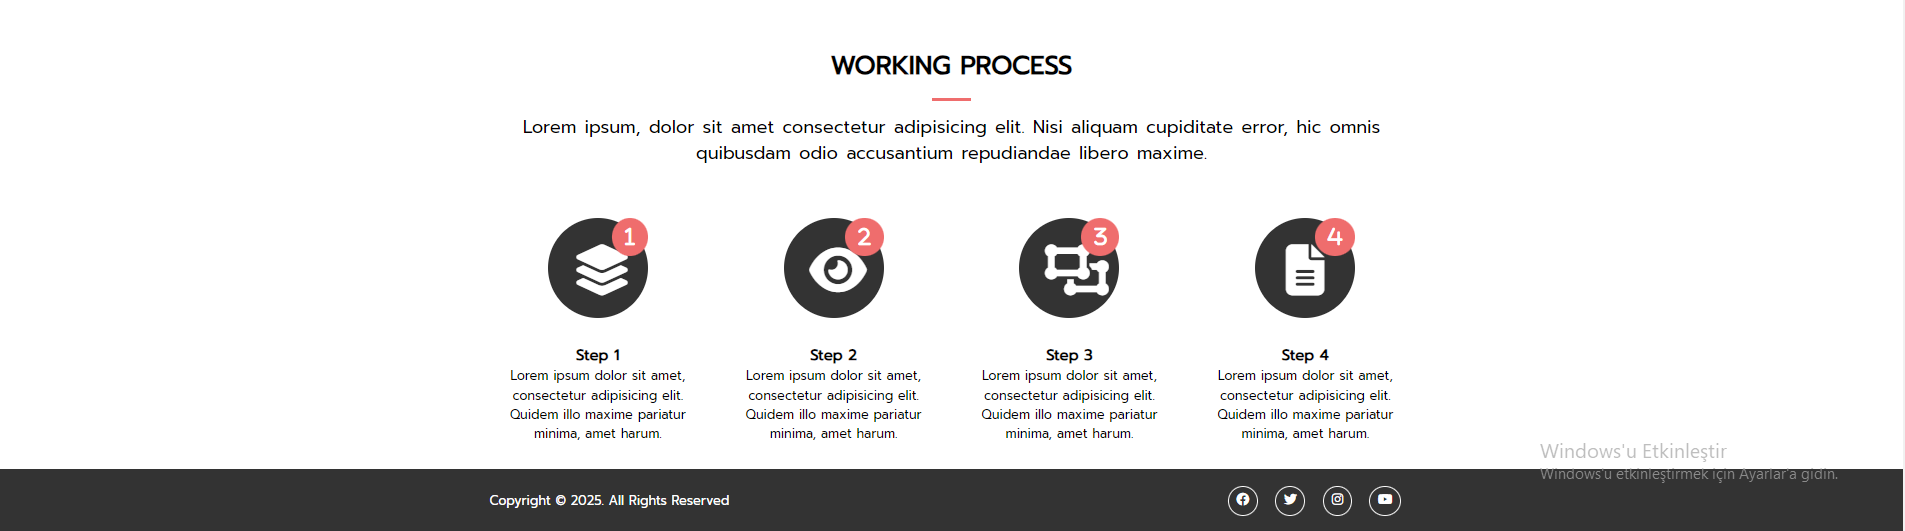 WORKING PROCESS
Lorem ipsum, dolor sit amet consectetur adipisicing elit. Nisi aliquam cupiditate error, hic omnis
quibusdam odio accusantium repudiandae libero maxime.
1
2
3
4
Step 1
Lorem ipsum dolor sit amet,
consectetur adipisicing elit.
Quidem illo maxime pariatur
minima, amet harum.
Step 2
Lorem ipsum dolor sit amet,
consectetur adipisicing elit.
Quidem illo maxime pariatur
minima, amet harum.
Step 3
Lorem ipsum dolor sit amet,
consectetur adipisicing elit.
Quidem illo maxime pariatur
minima, amet harum.
Step 4
Lorem ipsum dolor sit amet,
consectetur adipisicing elit.
Quidem illo maxime pariatur
minima, amet harum.
Windows'u Etkinleştir
Windows'u etkinleştirmek için Ayarlar'a gidin.
Copyright © 2025. All Rights Reserved